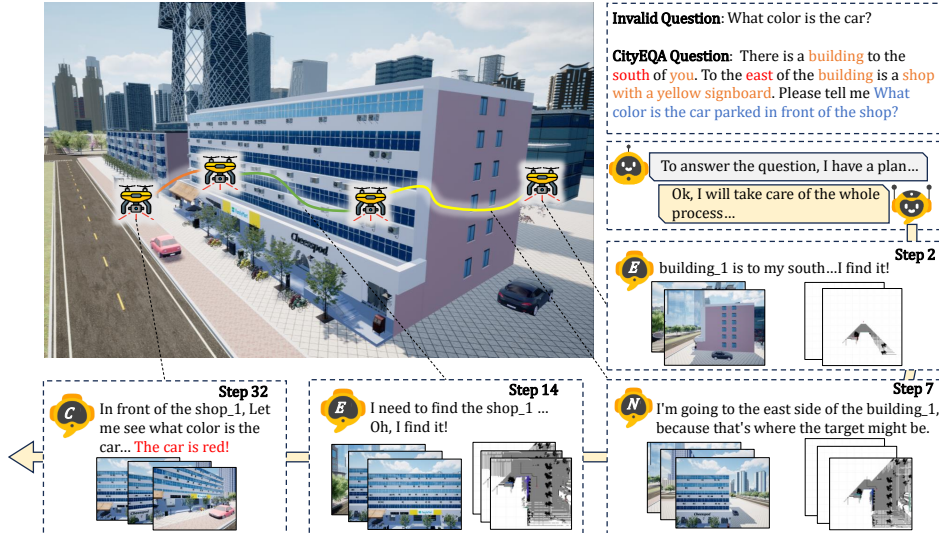 Invalid Question: What color is the car?
CityEQA Question: There is a building to the
south of you. To the east of the building is a shop
with a yellow signboard. Please tell me What
color is the car parked in front of the shop?
To answer the question, I have a plan...
Ok, I will take care of the whole
process...
Step 2
E
building_1 is to my south...I find it!
Step 7
N
I'm going to the east side of the building_1,
because that's where the target might be.
Step 14
E
I need to find the shop_1 ...
Oh, I find it!
Step 32
C
In front of the shop_1, Let
me see what color is the
car... The car is red!
Cheesepod